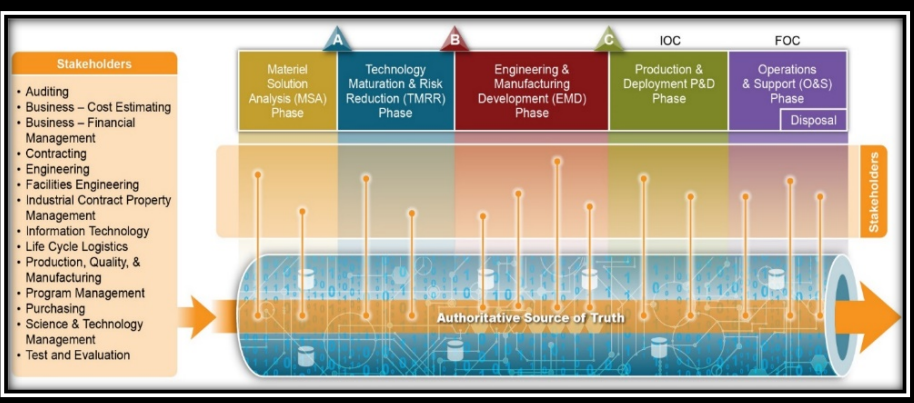 Stakeholders
• Auditing
• Business – Cost Estimating
• Business – Financial
Management
• Contracting
• Engineering
• Facilities Engineering
• Industrial Contract Property
Management
• Information Technology
• Life Cycle Logistics
• Production, Quality, &
Manufacturing
• Program Management
• Purchasing
• Science & Technology
Management
• Test and Evaluation
A
B
C
IOC
FOC
Materiel
Solution
Analysis (MSA)
Phase
Technology
Maturation & Risk
Reduction (TMRR)
Phase
Engineering &
Manufacturing
Development (EMD)
Phase
Production &
Deployment P&D
Phase
Operations
& Support (O&S)
Phase
Disposal
Stakeholders
Authoritative Source of Truth